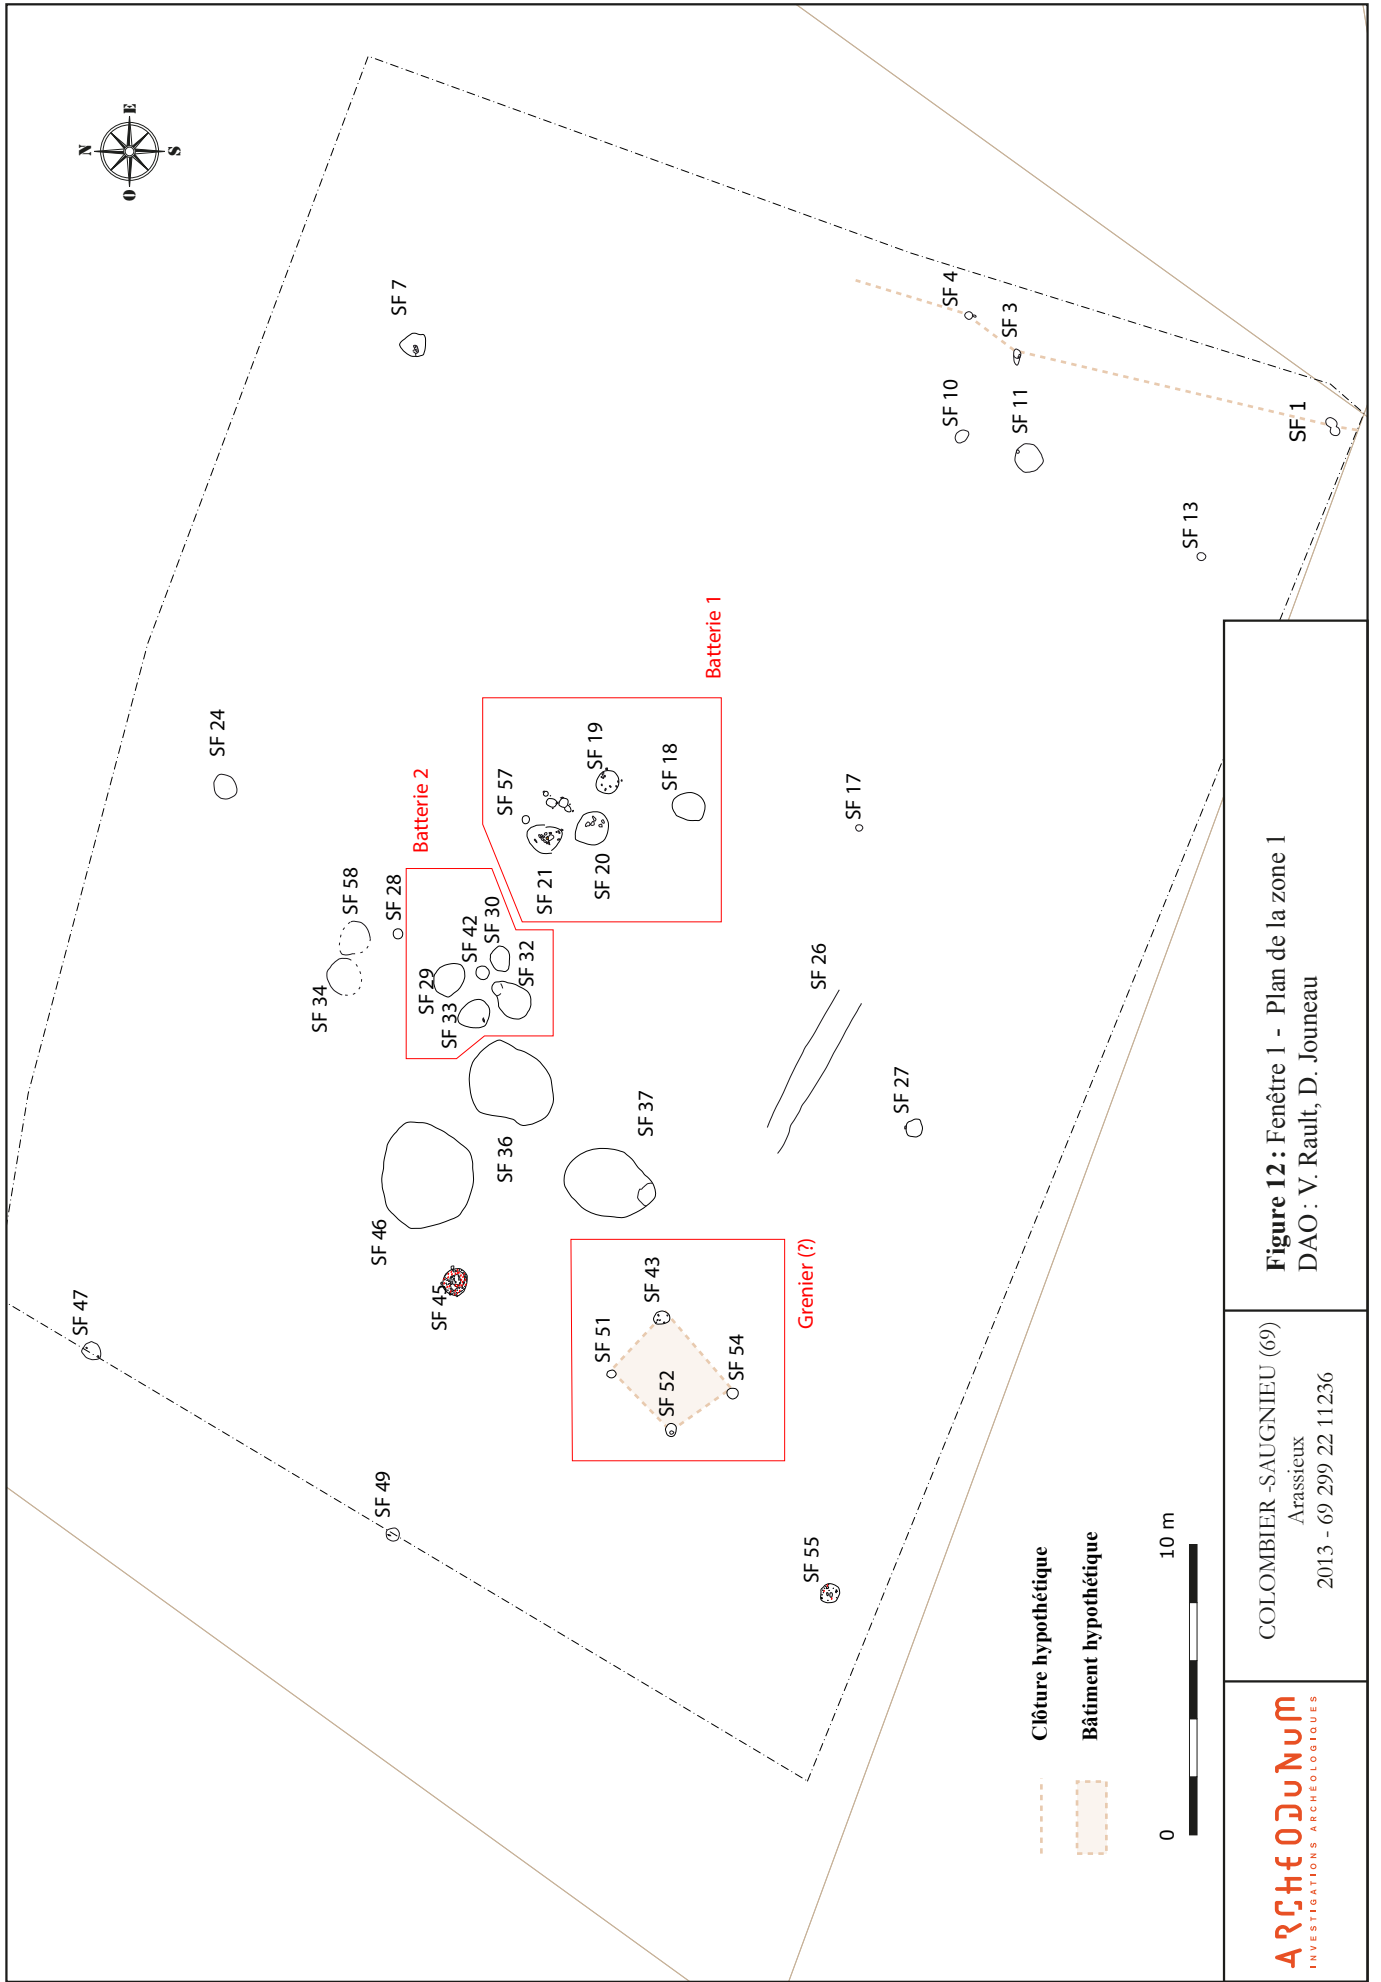 N
O
E
S
SF 47
SF 49
SF 46
SF 45
SF 34
SF 58
SF 28
SF 24
SF 7
Batterie 2
SF 29
SF 33
SF 42
SF 30
SF 32
SF 36
SF 37
SF 57
SF 21
SF 20
SF 19
SF 18
Batterie 1
SF 51
SF 43
SF 52
SF 54
Grenier (?)
SF 55
SF 26
SF 27
SF 17
SF 4
SF 3
SF 10
SF 11
SF 1
SF 13
Clôture hypothétique
Bâtiment hypothétique
0
10 m
ARCHEODUNUM
INVESTIGATIONS ARCHÉOLOGIQUES
COLOMBIER -SAUGNIEU (69)
Arassieux
2013 - 69 299 22 11236
Figure 12 : Fenêtre 1 - Plan de la zone 1
DAO : V. Rault, D. Jouneau